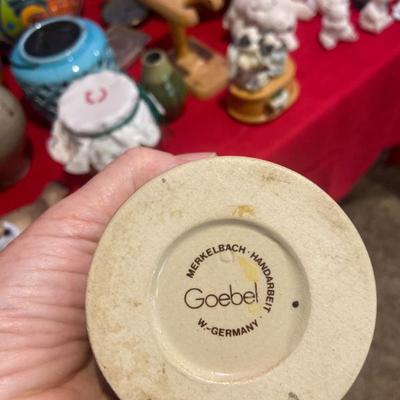 MERKELBACH · HANDARBEIT
Goebel
W.-GERMANY